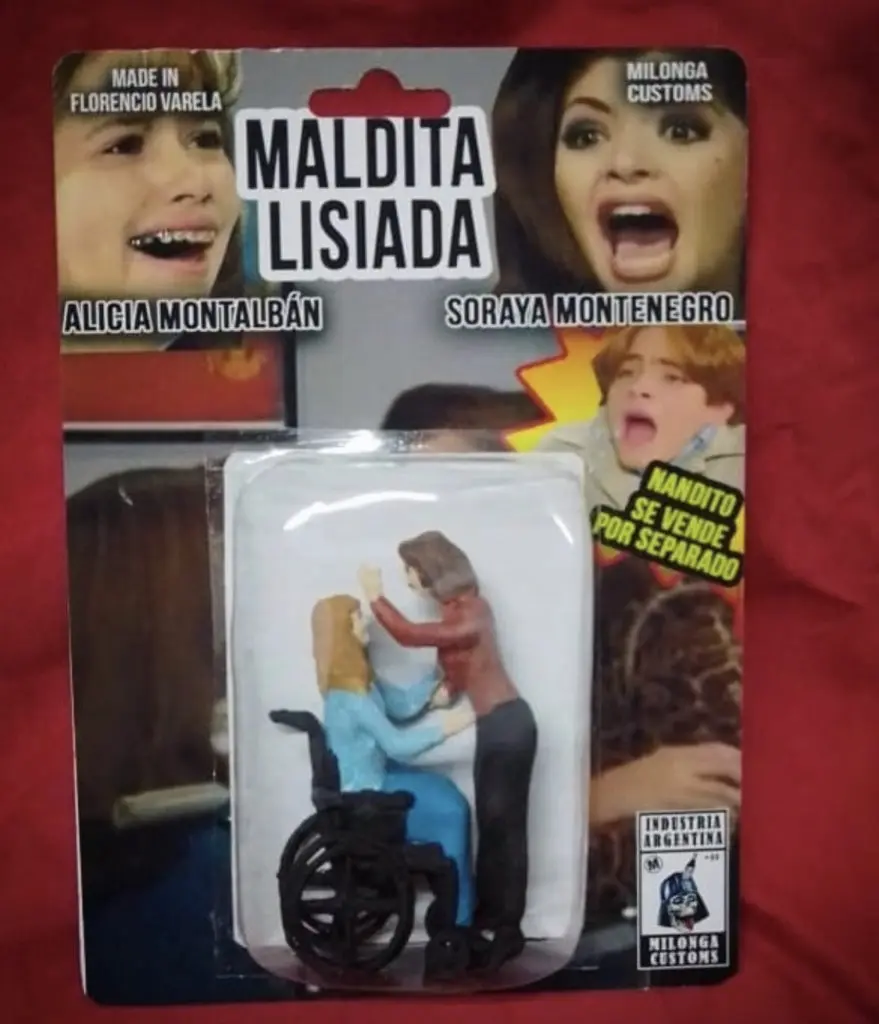 MADE IN
FLORENCIO VARELA
MILONGA
CUSTOMS
MALDITA
LISIADA
ALICIA MONTALBÁN
SORAYA MONTENEGRO
NANDITO
SE VENDE
POR SEPARADO
INDUSTRIA
ARGENTINA
M
MILONGA
CUSTOMS